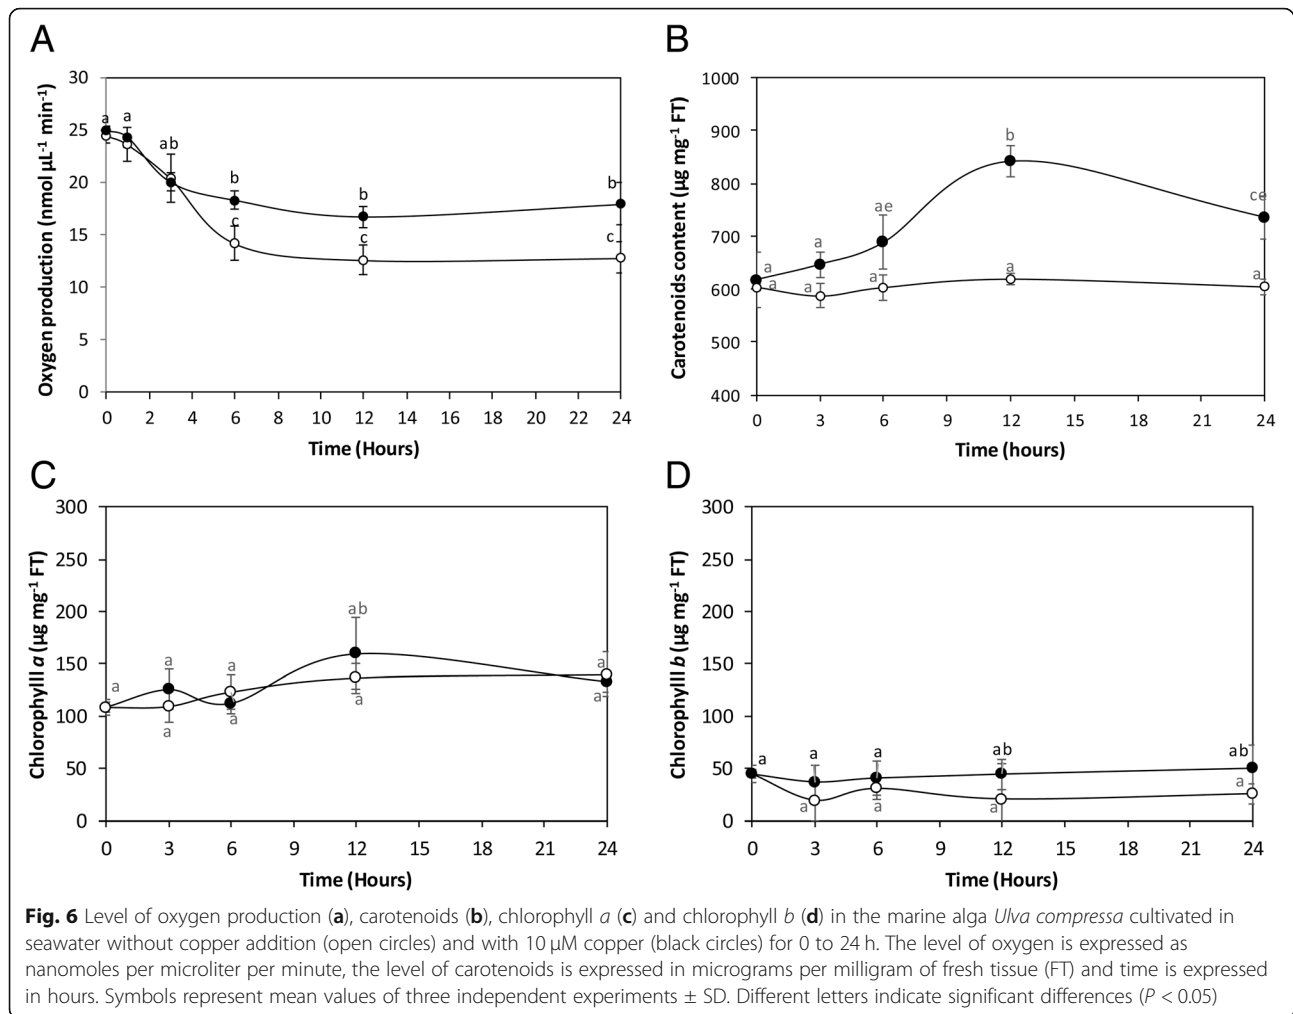 A
30
25
20
15
10
5
0
Oxygen production (nmol µL-1 min-1)
a
a
ab
b
c
b
c
b
c
0 2 4 6 8 10 12 14 16 18 20 22 24
Time (Hours)
B
1000
900
800
700
600
500
400
Carotenoids content (µg mg-1 FT)
a
a
a
a
ae
a
b
a
ce
a
0 3 6 9 12 15 18 21 24
Time (hours)
C
300
250
200
150
100
50
0
Chlorophylll a (µg mg-1 FT)
a
a
a
a
a
ab
a
a
a
0 3 6 9 12 15 18 21 24
Time (Hours)
D
300
250
200
150
100
50
0
Chlorophylll b (µg mg-1 FT)
a
a
a
a
a
ab
a
ab
a
0 3 6 9 12 15 18 21 24
Time (Hours)
Fig. 6 Level of oxygen production (a), carotenoids (b), chlorophyll a (c) and chlorophyll b (d) in the marine alga Ulva compressa cultivated in
seawater without copper addition (open circles) and with 10 µM copper (black circles) for 0 to 24 h. The level of oxygen is expressed as
nanomoles per microliter per minute, the level of carotenoids is expressed in micrograms per milligram of fresh tissue (FT) and time is expressed
in hours. Symbols represent mean values of three independent experiments ± SD. Different letters indicate significant differences (P < 0.05)